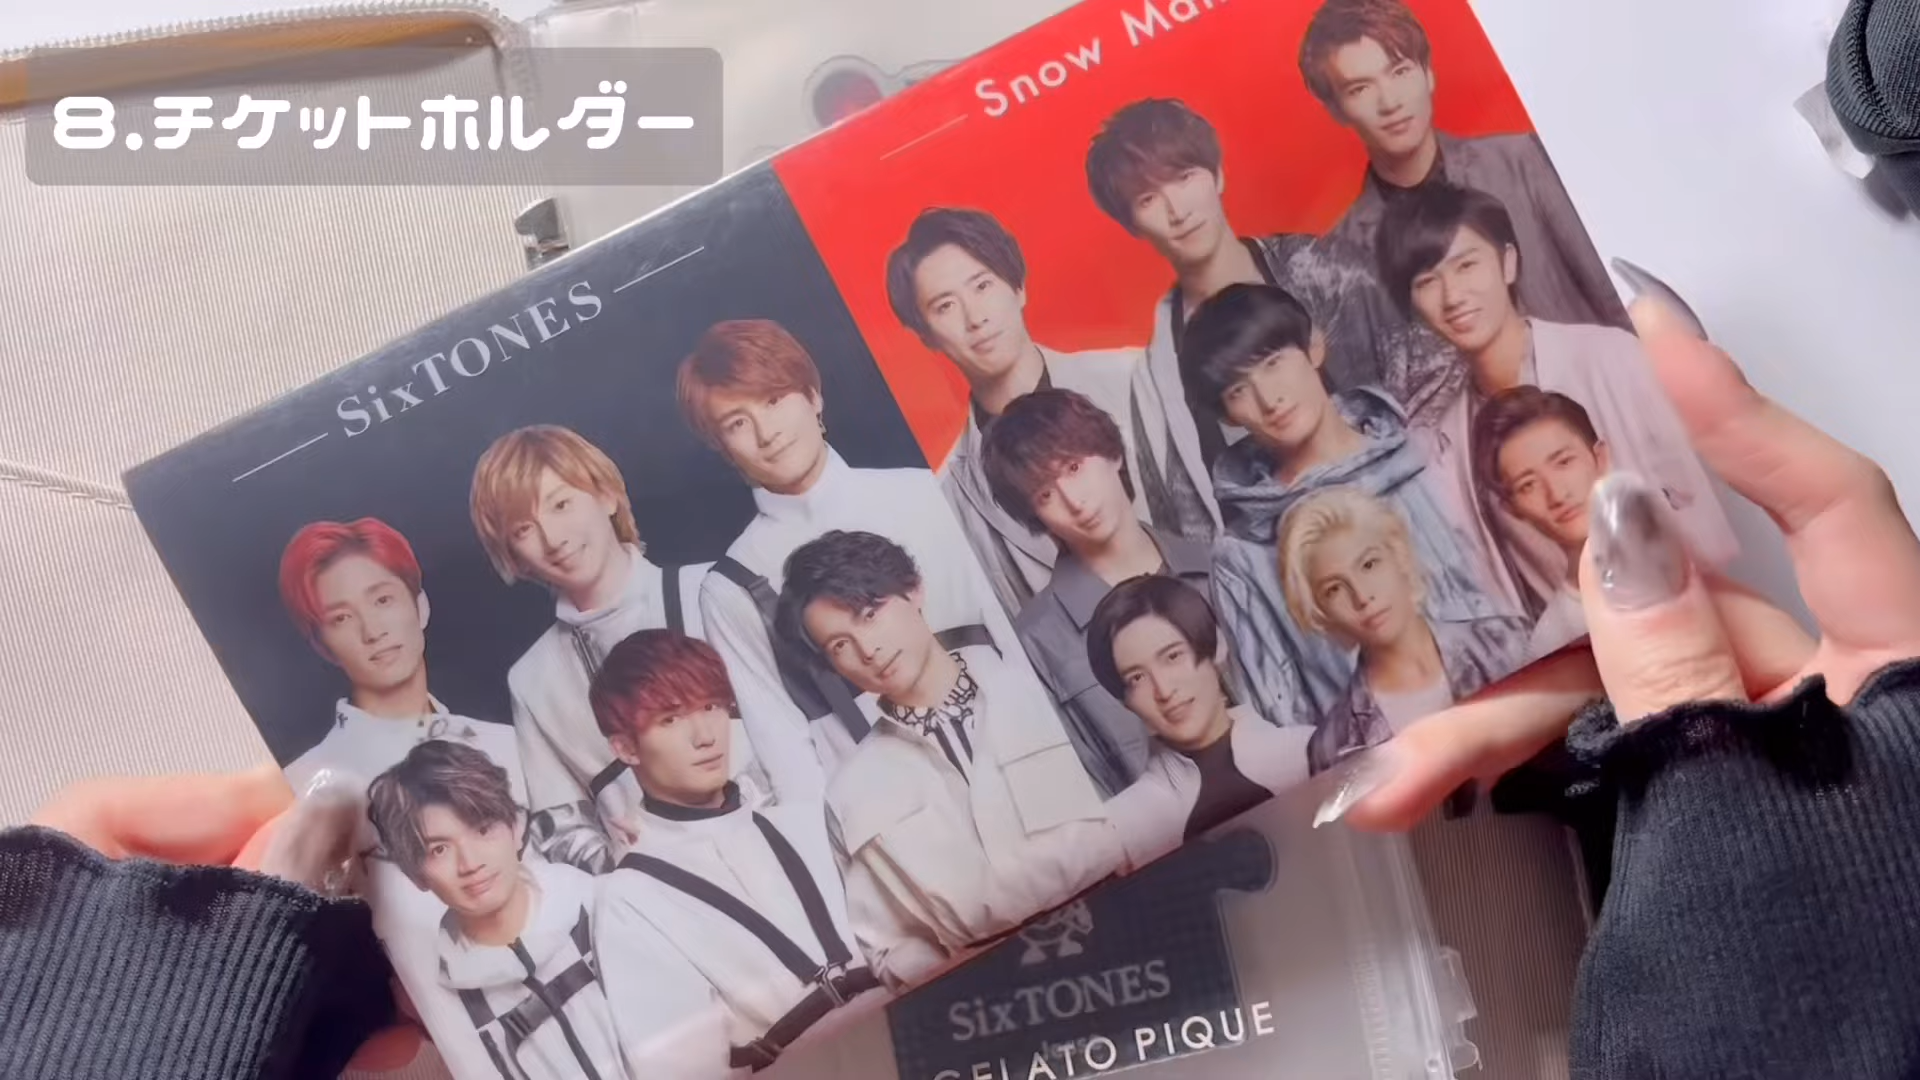 8.チケットホルダー
Snow Man
SixTONES
SixTONES
GELATO PIQUE